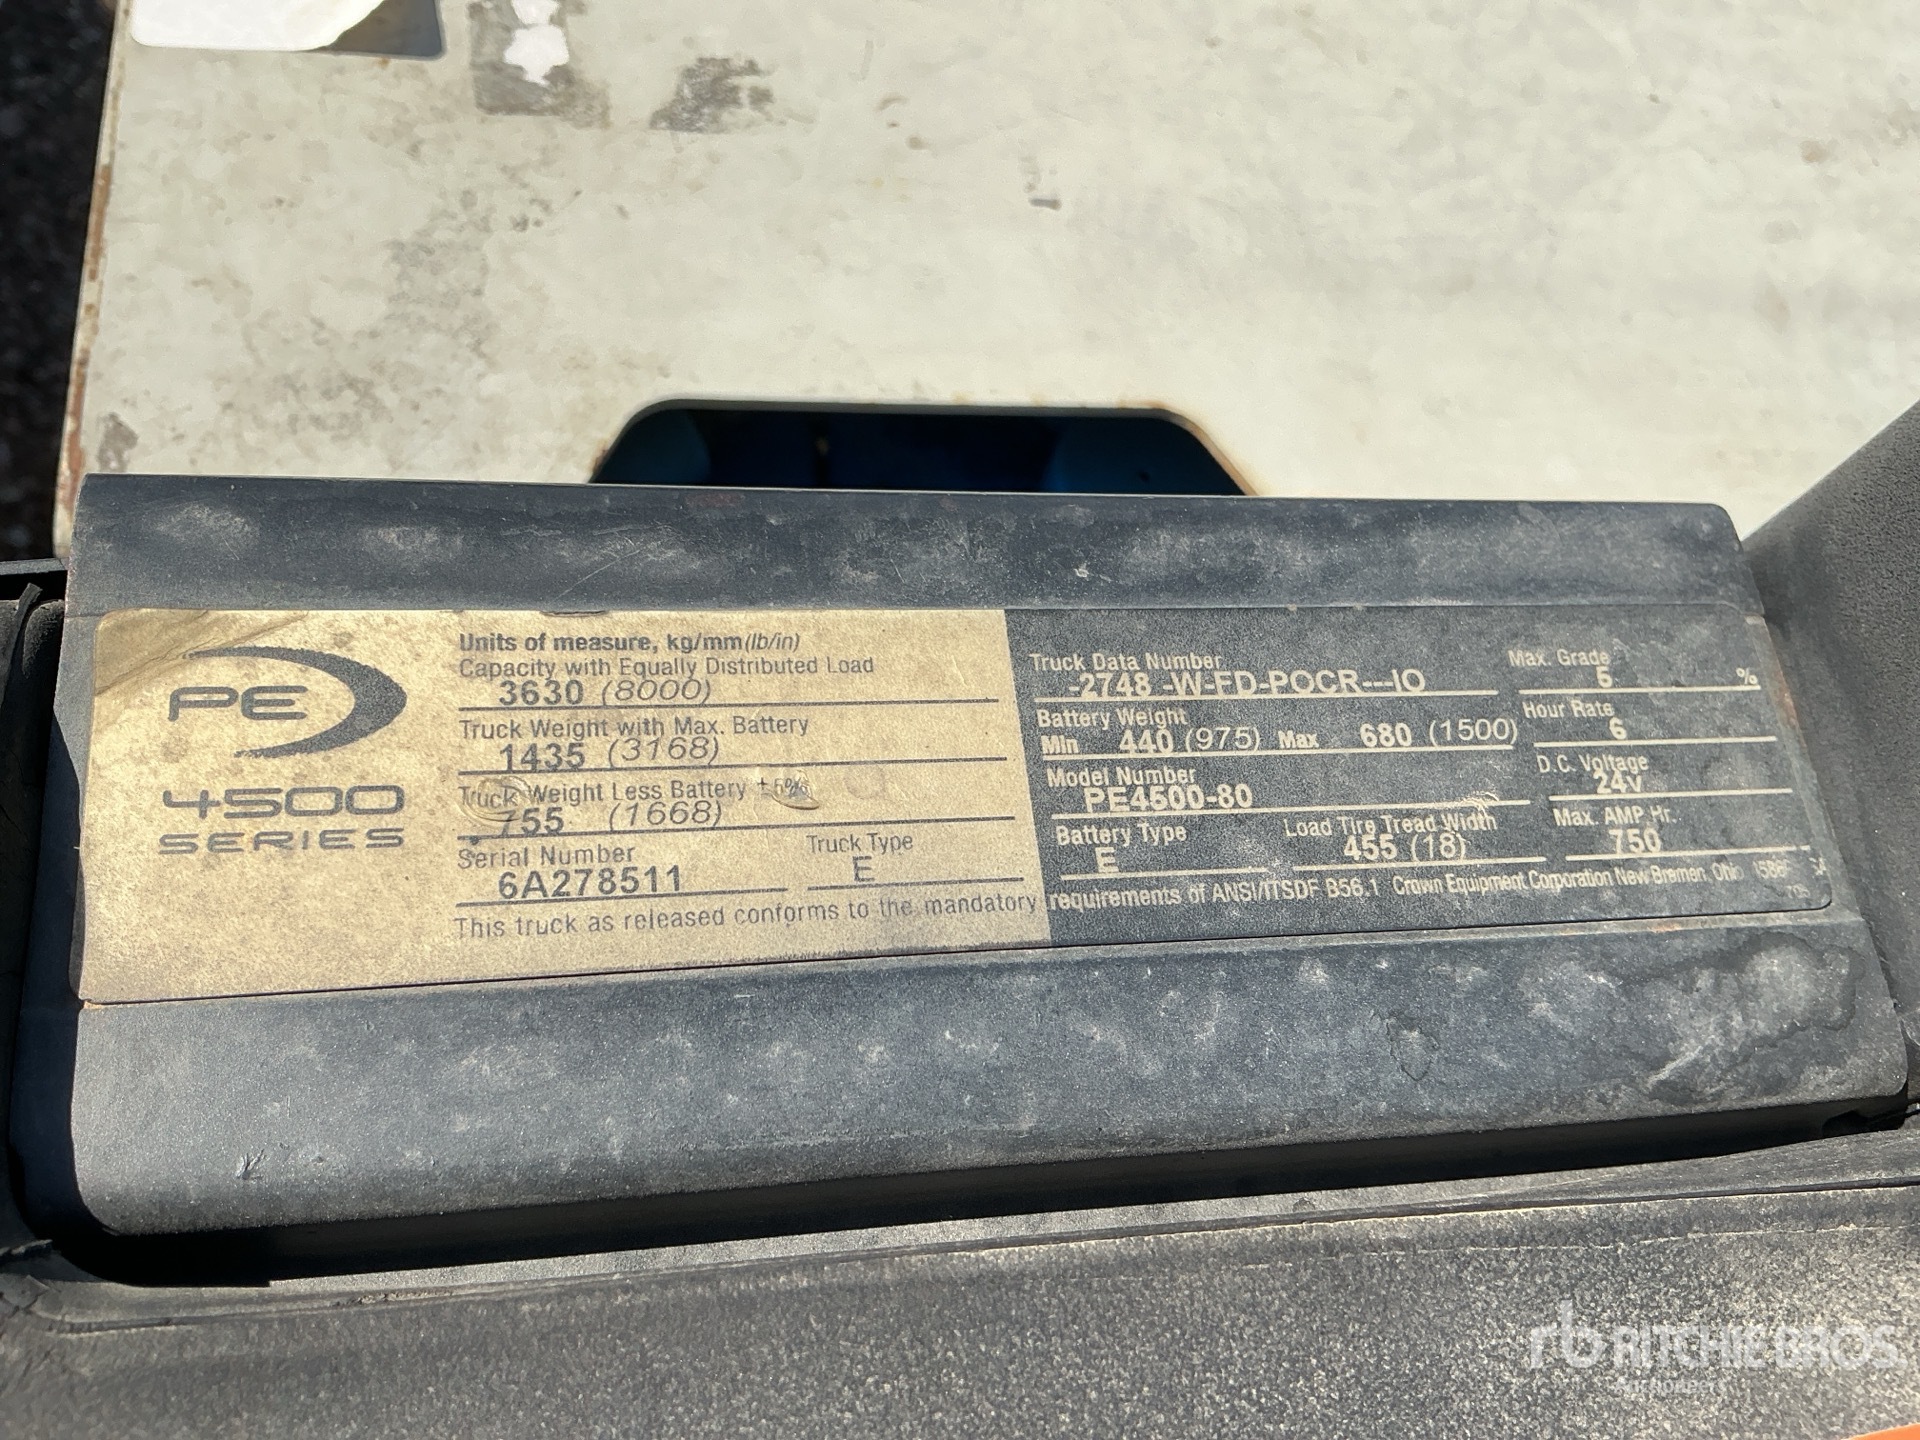 PE
4500
SERIES
Units of measure, kg/mm (lb/in)
Capacity with Equally Distributed Load
3630 (8000)
Truck Weight with Max. Battery
1435 (3168)
Truck Weight Less Battery ±5%
755 (1668)
Serial Number
6A278511
Truck Type
E
Truck Data Number
-2748 -W-FD-POCR---IO
Max. Grade
5 %
Battery Weight
Min 440 (975) Max 680 (1500)
Hour Rate
6
Model Number
PE4500-80
D.C. Voltage
24v
Battery Type
E
Load Tire Tread Width
455 (18)
Max. AMP Hr.
750
This truck as released conforms to the mandatory requirements of ANSI/ITSDF B56.1 Crown Equipment Corporation New Bremen, Ohio
rb RITCHIE BROS.
Auctioneers